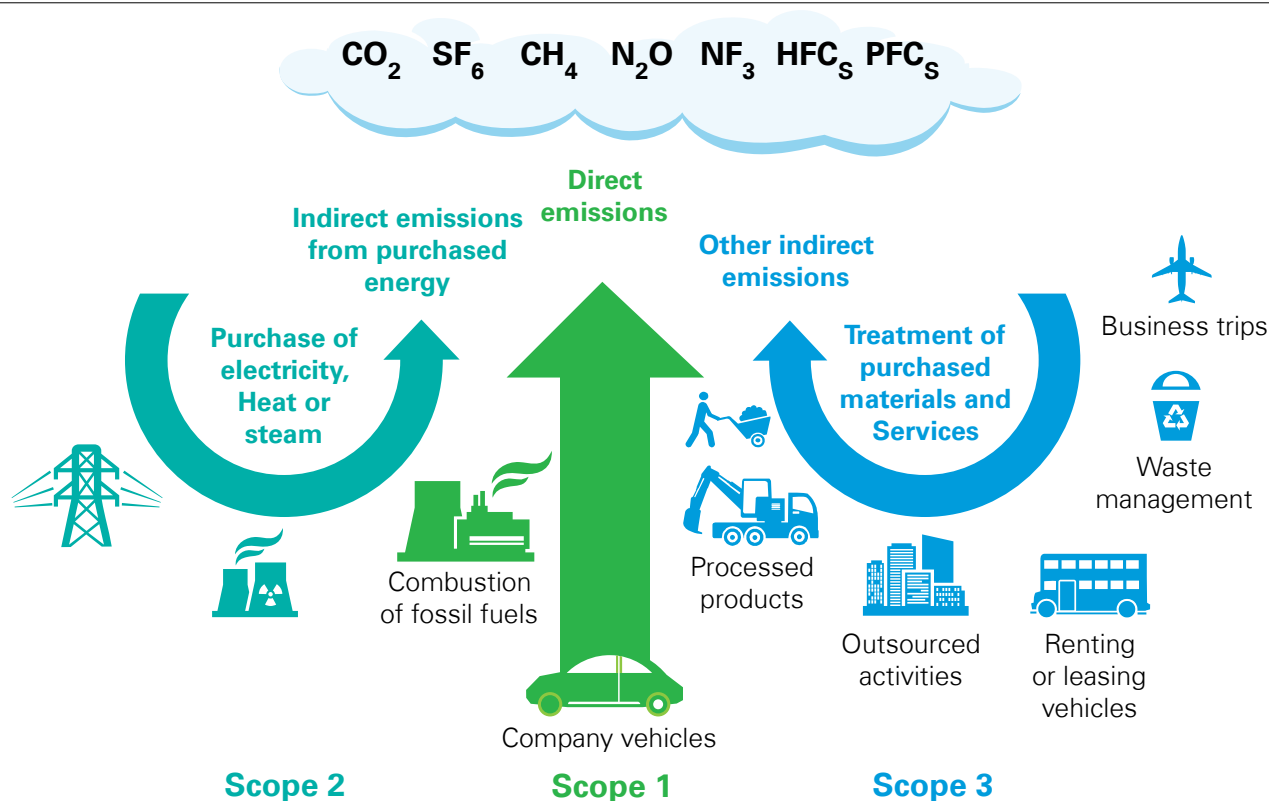 CO₂ SF₆ CH₄ N₂O NF₃ HFCₛ PFCₛ
Direct
emissions
Indirect emissions
from purchased
energy
Other indirect
emissions
Purchase of
electricity,
Heat or
steam
Treatment of
purchased
materials and
Services
Business trips
Waste
management
Combustion
of fossil fuels
Processed
products
Outsourced
activities
Renting
or leasing
vehicles
Company vehicles
Scope 2
Scope 1
Scope 3